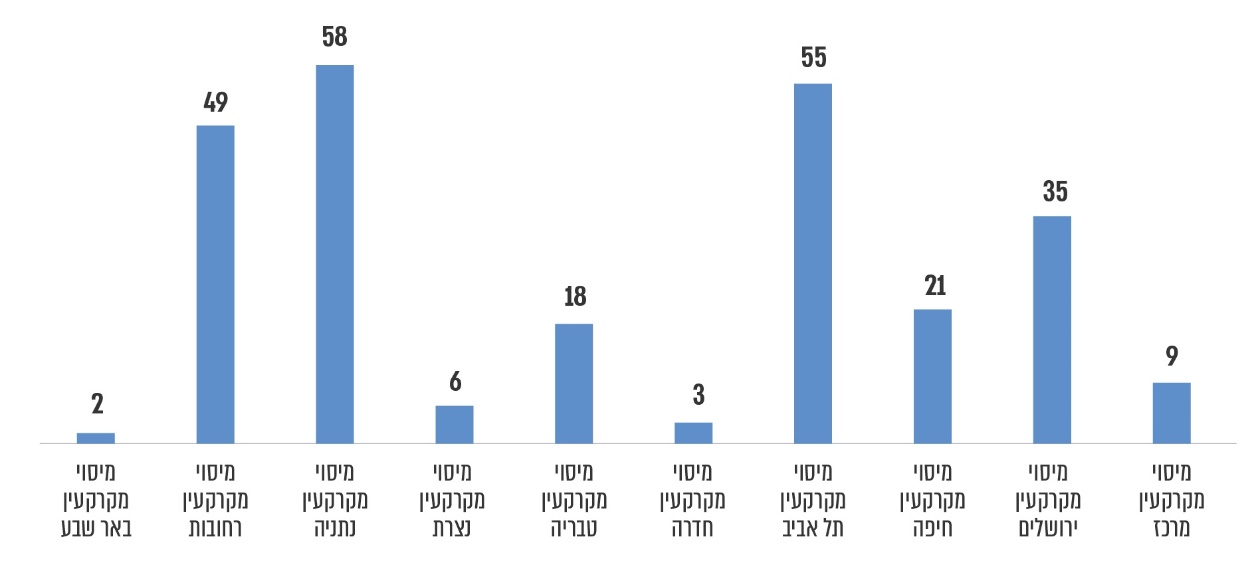 58
55
49
35
21
18
9
6
3
2
מיסוי מקרקעין מרכז
מיסוי מקרקעין ירושלים
מיסוי מקרקעין חיפה
מיסוי מקרקעין תל אביב
מיסוי מקרקעין חדרה
מיסוי מקרקעין טבריה
מיסוי מקרקעין נצרת
מיסוי מקרקעין נתניה
מיסוי מקרקעין רחובות
מיסוי מקרקעין באר שבע